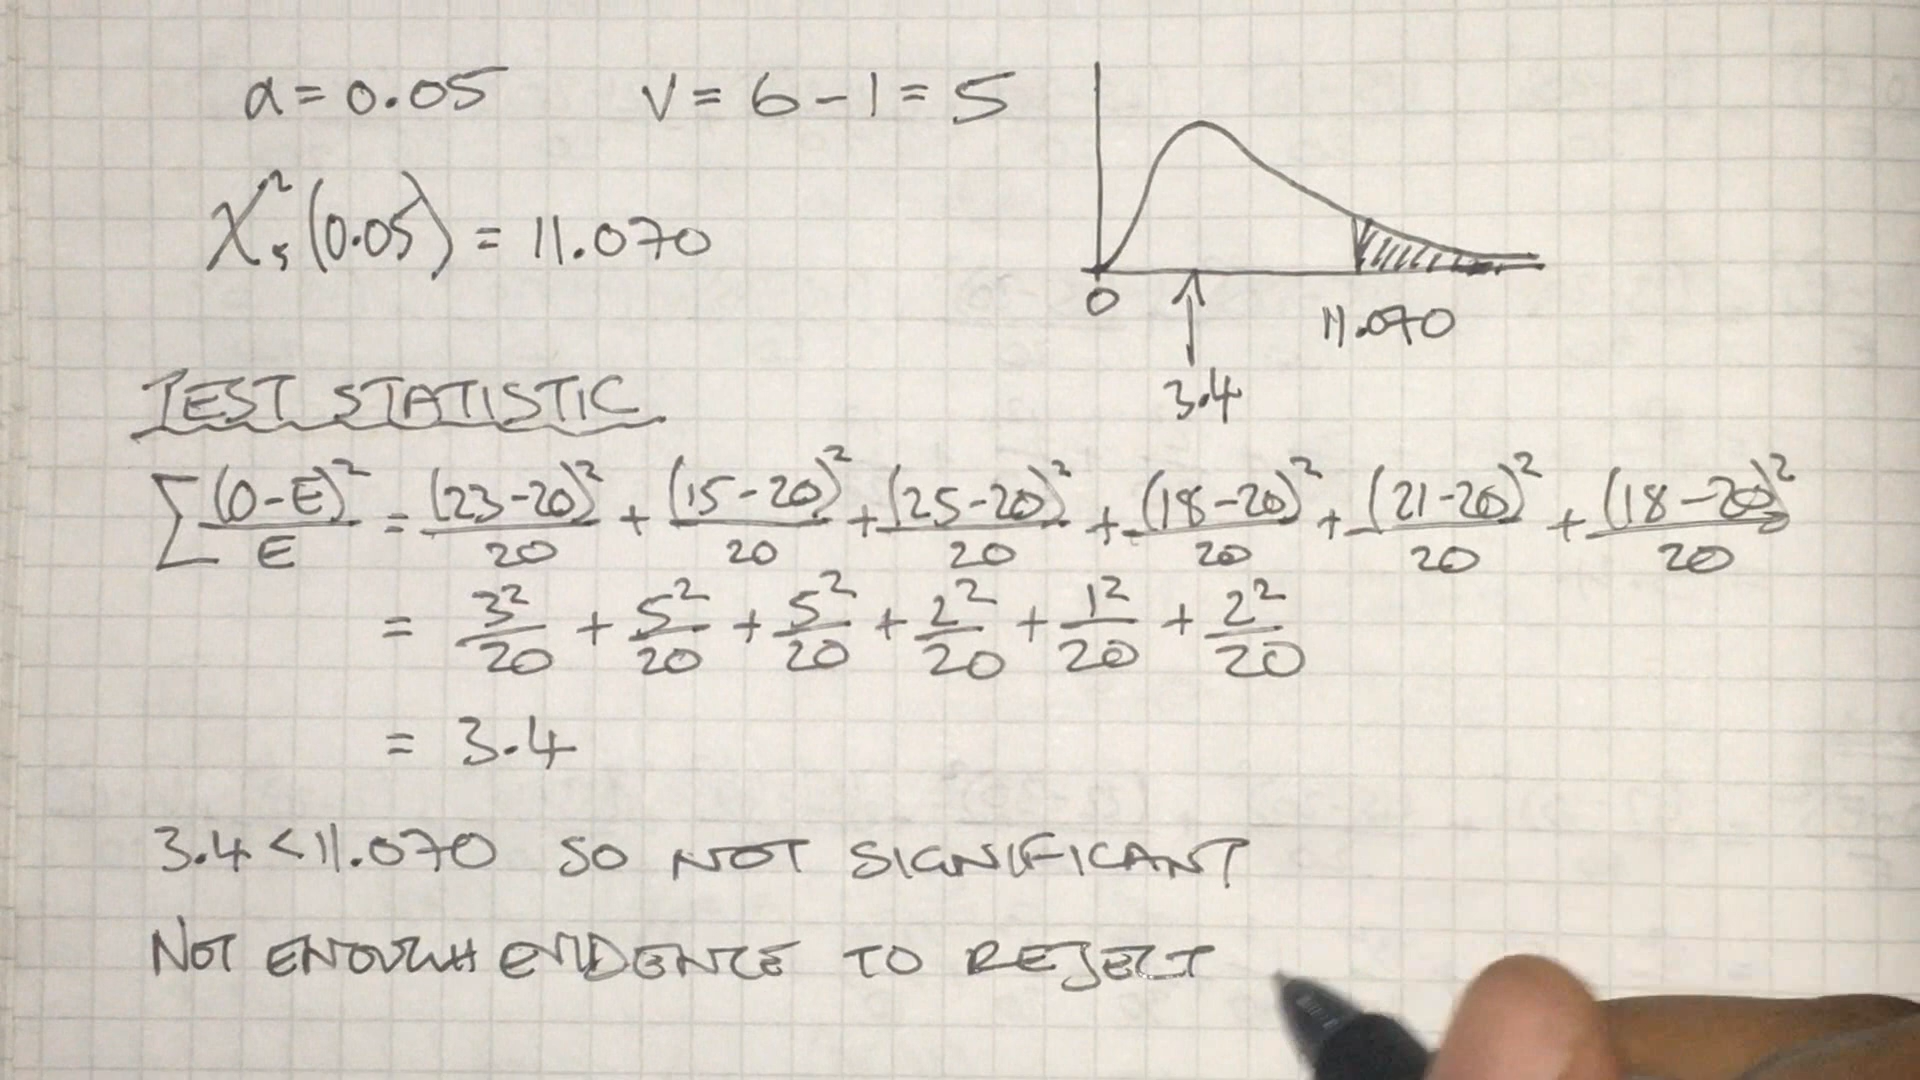 α = 0.05 v = 6 - 1 = 5
χ²₅(0.05) = 11.070
0 11.070
3.4
TEST STATISTIC
∑ (O-E)²/E = (23-20)²/20 + (15-20)²/20 + (25-20)²/20 + (18-20)²/20 + (21-20)²/20 + (18-20)²/20
= 3²/20 + 5²/20 + 5²/20 + 2²/20 + 1²/20 + 2²/20
= 3.4
3.4 < 11.070 SO NOT SIGNIFICANT
NOT ENOUGH EVIDENCE TO REJECT